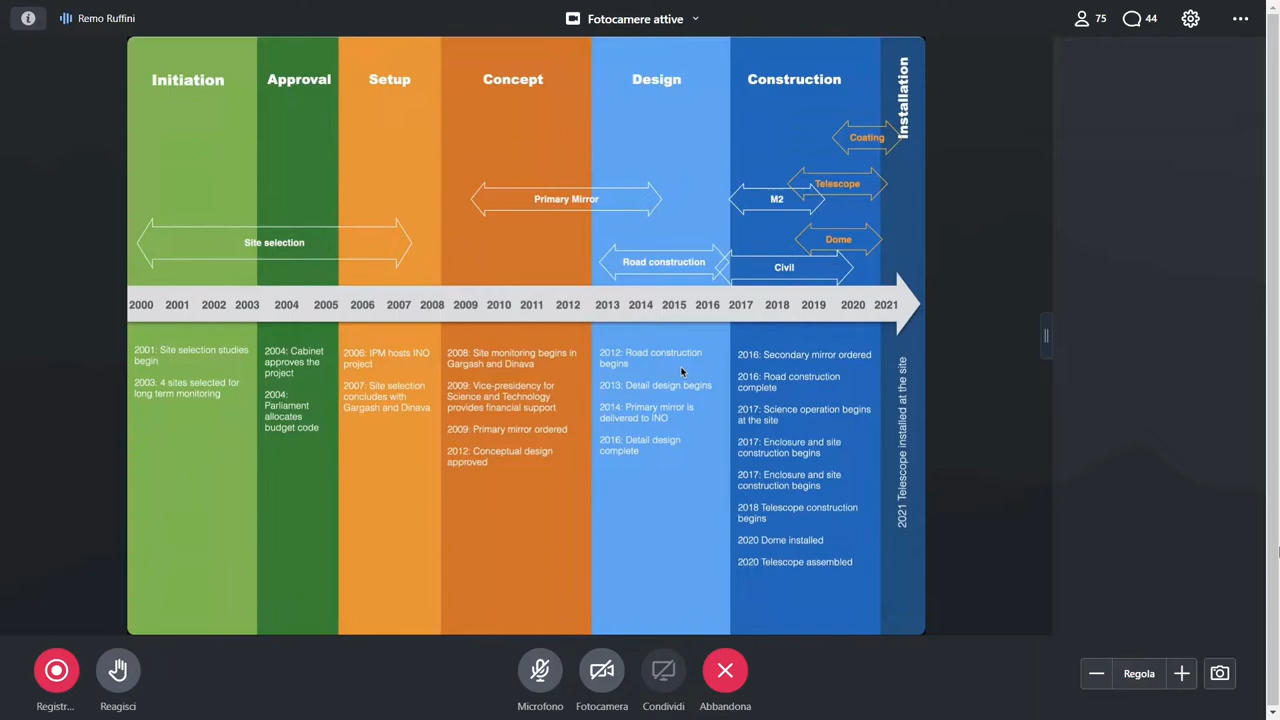 Remo Ruffini
Fotocamere attive
75
44
Initiation
Approval
Setup
Concept
Design
Construction
Installation
Coating
Telescope
Primary Mirror
M2
Site selection
Dome
Road construction
Civil
2000 2001 2002 2003 2004 2005 2006 2007 2008 2009 2010 2011 2012 2013 2014 2015 2016 2017 2018 2019 2020 2021
2001: Site selection studies
begin
2003: 4 sites selected for
long term monitoring
2004: Cabinet
approves the
project
2004:
Parliament
allocates
budget code
2006: IPM hosts INO
project
2007: Site selection
concludes with
Gargash and Dinava
2008: Site monitoring begins in
Gargash and Dinava
2009: Vice-presidency for
Science and Technology
provides financial support
2009: Primary mirror ordered
2012: Conceptual design
approved
2012: Road construction
begins
2013: Detail design begins
2014: Primary mirror is
delivered to INO
2016: Detail design
complete
2016: Secondary mirror ordered
2016: Road construction
complete
2017: Science operation begins
at the site
2017: Enclosure and site
construction begins
2017: Enclosure and site
construction begins
2018 Telescope construction
begins
2020 Dome installed
2020 Telescope assembled
2021 Telescope installed at the site
Registr...
Reagisci
Microfono
Fotocamera
Condividi
Abbandona
Regola